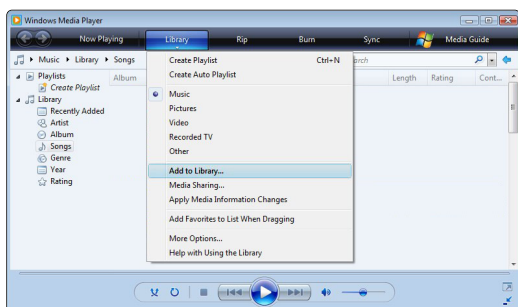 Windows Media Player
Now Playing
Library
Rip
Burn
Sync
Media Guide
Music Library Songs
Playlists
Create Playlist
Library
Recently Added
Artist
Album
Songs
Genre
Year
Rating
Album
Length
Rating
Cont...
Create Playlist Ctrl+N
Create Auto Playlist
Music
Pictures
Video
Recorded TV
Other
Add to Library...
Media Sharing...
Apply Media Information Changes
Add Favorites to List When Dragging
More Options...
Help with Using the Library